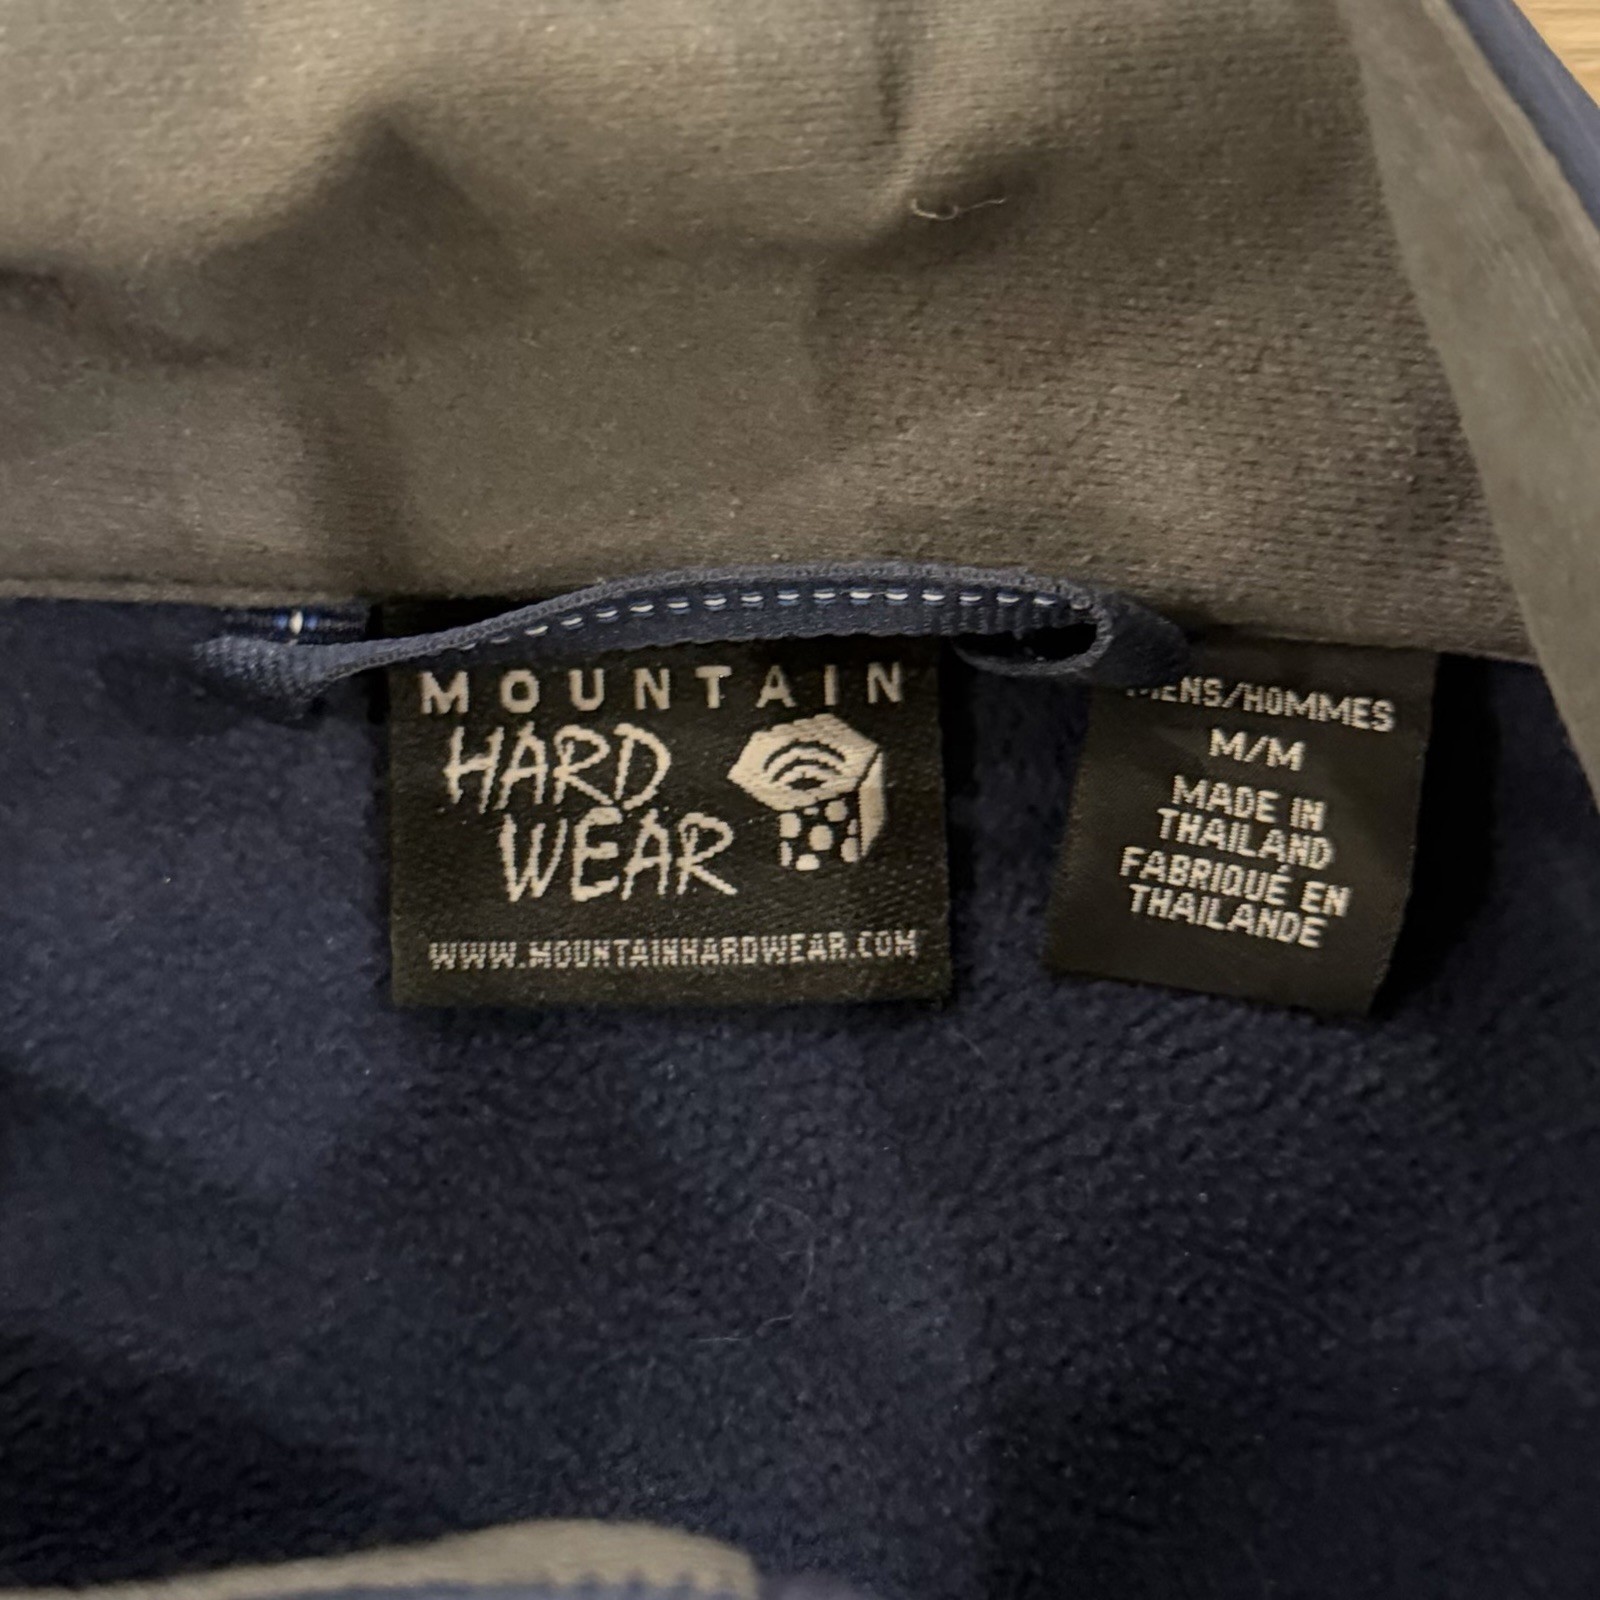 MOUNTAIN
HARD
WEAR
WWW.MOUNTAINHARDWEAR.COM
MENS/HOMMES
M/M
MADE IN
THAILAND
FABRIQUÉ EN
THAILANDE